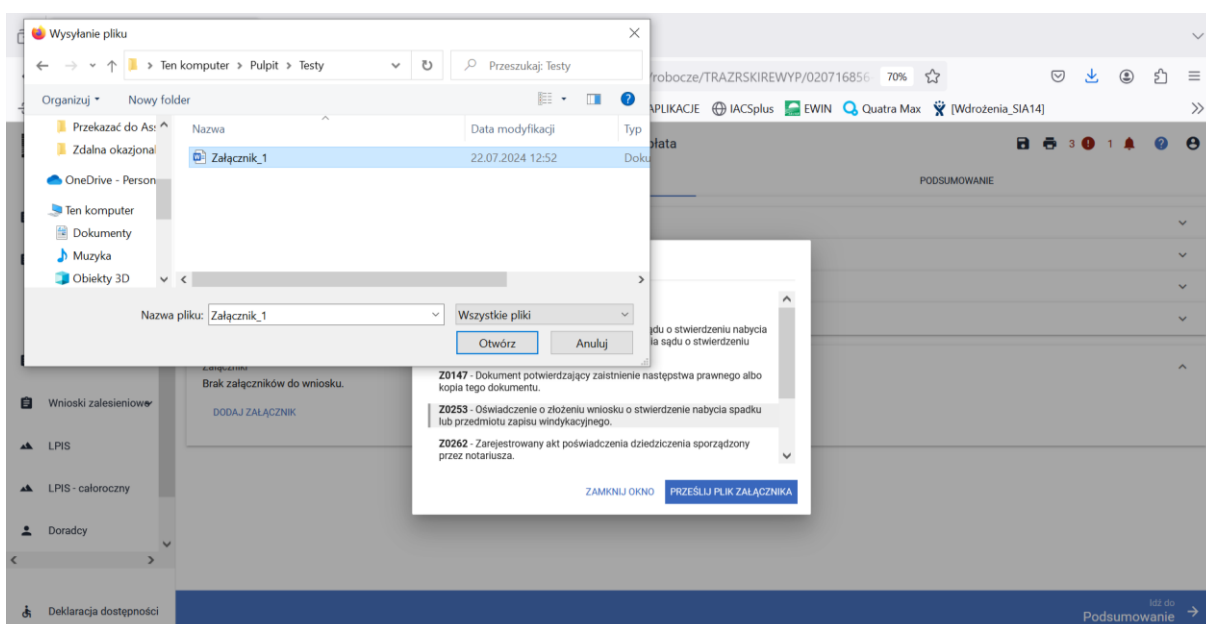 Wysyłanie pliku
Ten komputer > Pulpit > Testy
Przeszukaj: Testy
/robocze/TRAZRSKIREWYP/020716856
70%
Organizuj
Nowy folder
APLIKACJE
IACSplus
EWIN
Quatra Max
[Wdrożenia_SIA14]
Przekazać do As
Zdalna okazjonal
OneDrive - Person
Ten komputer
Dokumenty
Muzyka
Obiekty 3D
Nazwa
Data modyfikacji
Typ
Załącznik_1
22.07.2024 12:52
Doku
płata
3
1
PODSUMOWANIE
Nazwa pliku: Załącznik_1
Wszystkie pliki
Otwórz
Anuluj
ądu o stwierdzeniu nabycia
ia sądu o stwierdzeniu
Z0147 - Dokument potwierdzający zaistnienie następstwa prawnego albo
kopia tego dokumentu.
Z0253 - Oświadczenie o złożeniu wniosku o stwierdzenie nabycia spadku
lub przedmiotu zapisu windykacyjnego.
Z0262 - Zarejestrowany akt poświadczenia dziedziczenia sporządzony
przez notariusza.
ZAMKNIJ OKNO
PRZEŚLIJ PLIK ZAŁĄCZNIKA
Załączniki
Brak załączników do wniosku.
DODAJ ZAŁĄCZNIK
Wnioski zalesieniowe
LPIS
LPIS - całoroczny
Doradcy
Deklaracja dostępności
Idź do
Podsumowanie